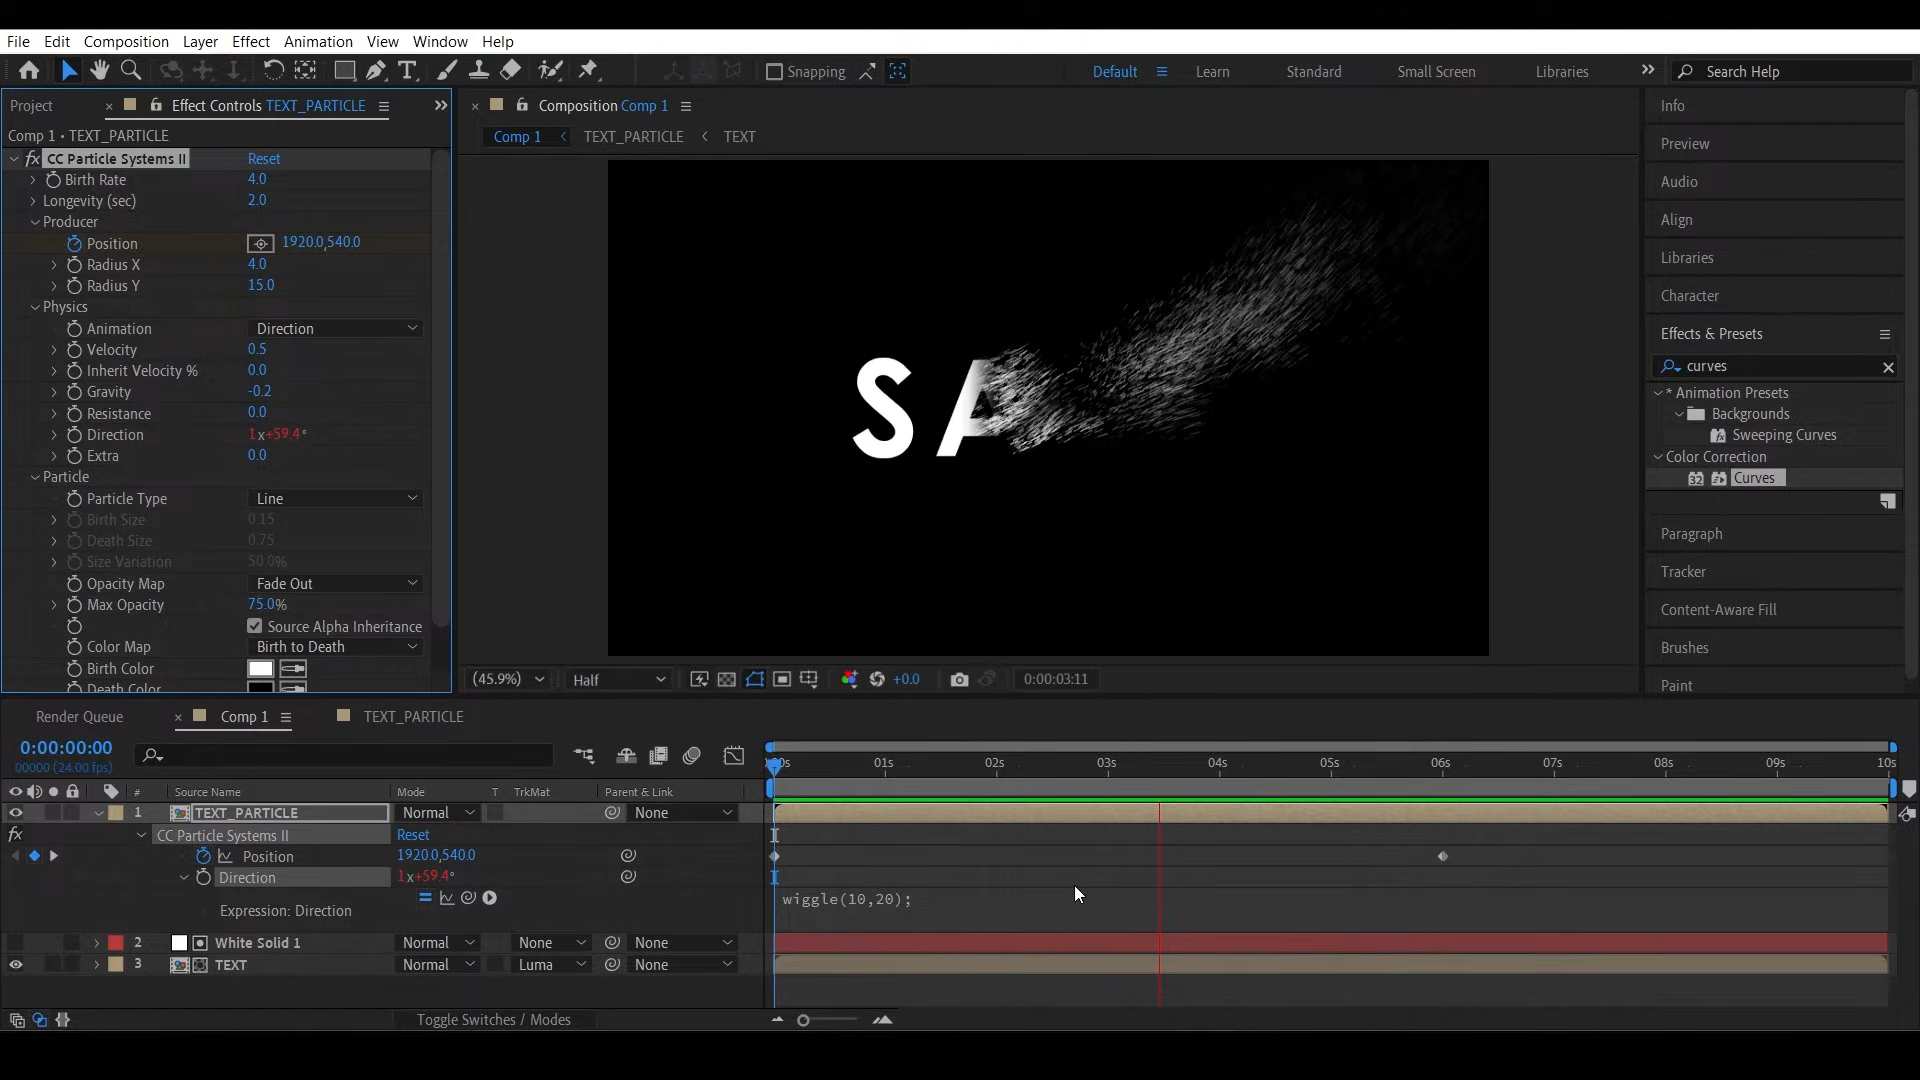 File Edit Composition Layer Effect Animation View Window Help
Snapping Default Learn Standard Small Screen Libraries Search Help
Project Effect Controls TEXT_PARTICLE
Comp 1 • TEXT_PARTICLE
fx CC Particle Systems II Reset
Birth Rate 4.0
Longevity (sec) 2.0
Producer
Position 1920.0,540.0
Radius X 4.0
Radius Y 15.0
Physics
Animation Direction
Velocity 0.5
Inherit Velocity % 0.0
Gravity -0.2
Resistance 0.0
Direction 1x+59.4°
Extra 0.0
Particle
Particle Type Line
Birth Size 0.15
Death Size 0.75
Size Variation 50.0%
Opacity Map Fade Out
Max Opacity 75.0%
Source Alpha Inheritance
Color Map Birth to Death
Birth Color
Death Color
Composition Comp 1
Comp 1 TEXT_PARTICLE TEXT
S A
(45.9%) Half +0.0 0:00:03:11
Info
Preview
Audio
Align
Libraries
Character
Effects & Presets
curves
* Animation Presets
Backgrounds
Sweeping Curves
Color Correction
32 Curves
Paragraph
Tracker
Content-Aware Fill
Brushes
Paint
Render Queue Comp 1 TEXT_PARTICLE
0:00:00:00
00000 (24.00 fps)
01s 02s 03s 04s 05s 06s 07s 08s 09s 10s
# Source Name Mode T TrkMat Parent & Link
1 TEXT_PARTICLE Normal None
fx CC Particle Systems II Reset
Position 1920.0,540.0
Direction 1x+59.4°
Expression: Direction wiggle(10,20);
2 White Solid 1 Normal None None
3 TEXT Normal Luma None
Toggle Switches / Modes